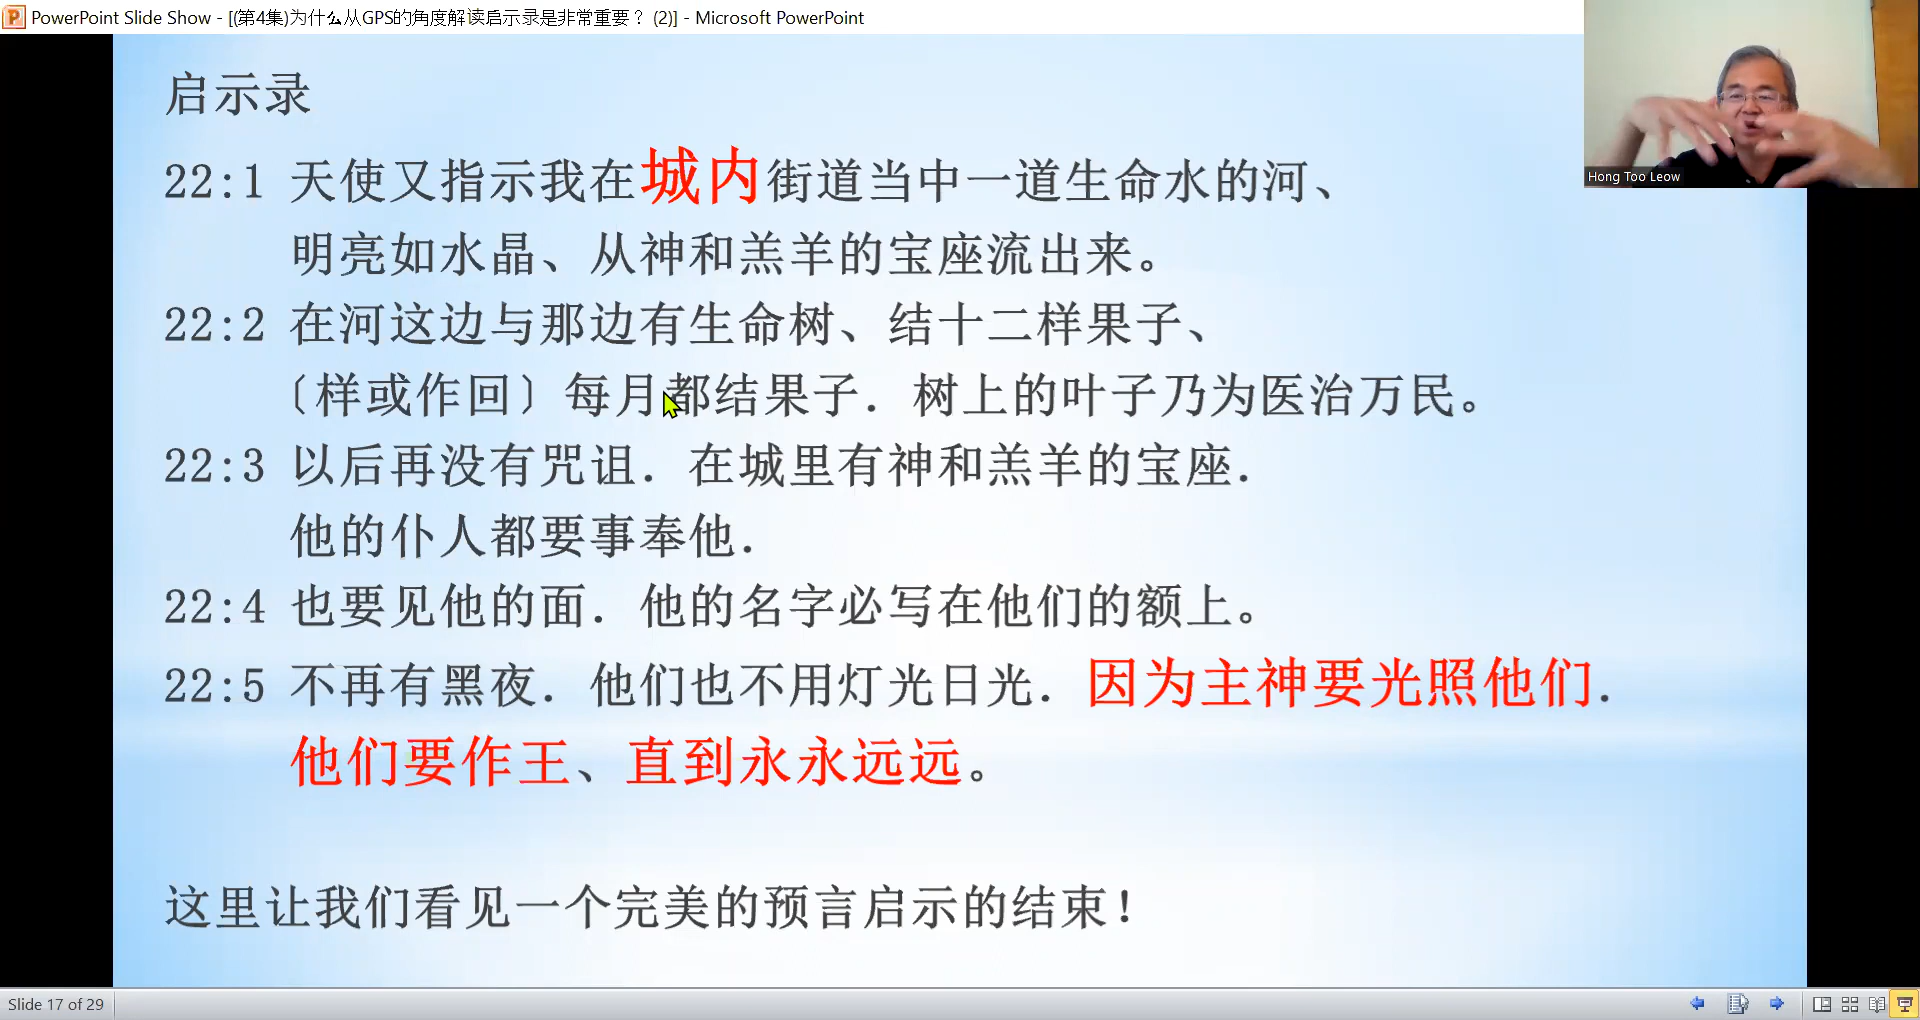 PowerPoint Slide Show - [(第4集)为什么从GPS的角度解读启示录是非常重要？ (2)] - Microsoft PowerPoint
启示录
22:1 天使又指示我在城内街道当中一道生命水的河、
明亮如水晶、从神和羔羊的宝座流出来。
22:2 在河这边与那边有生命树、结十二样果子、
〔样或作回〕每月都结果子．树上的叶子乃为医治万民。
22:3 以后再没有咒诅．在城里有神和羔羊的宝座．
他的仆人都要事奉他．
22:4 也要见他的面．他的名字必写在他们的额上。
22:5 不再有黑夜．他们也不用灯光日光．因为主神要光照他们．
他们要作王、直到永永远远。
这里让我们看见一个完美的预言启示的结束！
Hong Too Leow
Slide 17 of 29